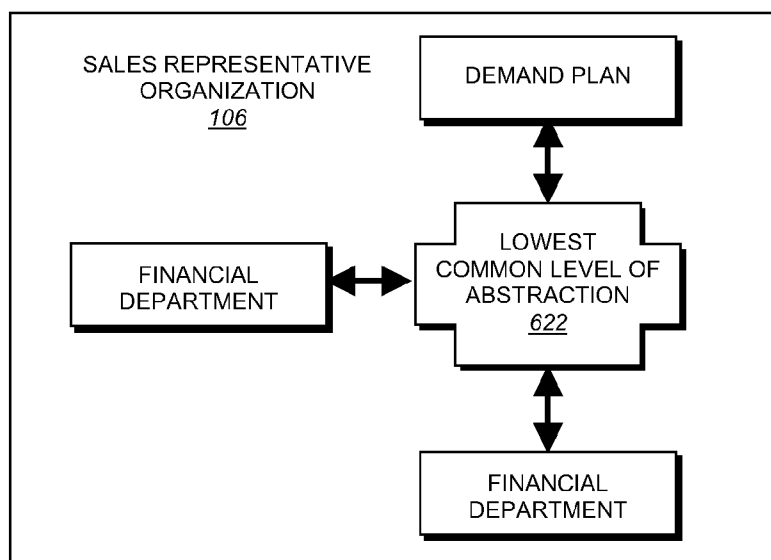 SALES REPRESENTATIVE
ORGANIZATION
106
DEMAND PLAN
FINANCIAL
DEPARTMENT
LOWEST
COMMON LEVEL OF
ABSTRACTION
622
FINANCIAL
DEPARTMENT